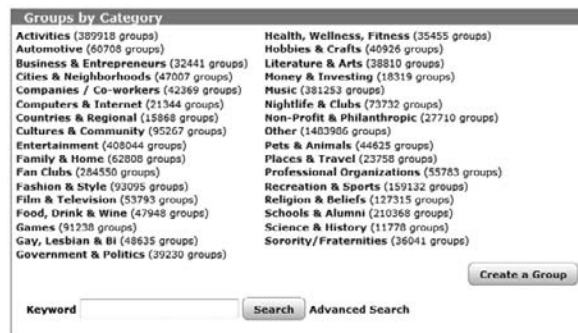 Groups by Category
Activities (389918 groups)
Automotive (60708 groups)
Business & Entrepreneurs (32441 groups)
Cities & Neighborhoods (47007 groups)
Companies / Co-workers (42369 groups)
Computers & Internet (21344 groups)
Countries & Regional (15868 groups)
Cultures & Community (95267 groups)
Entertainment (408044 groups)
Family & Home (62808 groups)
Fan Clubs (284550 groups)
Fashion & Style (93095 groups)
Film & Television (53793 groups)
Food, Drink & Wine (47948 groups)
Games (91238 groups)
Gay, Lesbian & Bi (48635 groups)
Government & Politics (39230 groups)
Health, Wellness, Fitness (35455 groups)
Hobbies & Crafts (40926 groups)
Literature & Arts (38810 groups)
Money & Investing (18319 groups)
Music (381253 groups)
Nightlife & Clubs (73732 groups)
Non-Profit & Philanthropic (27710 groups)
Other (1483986 groups)
Pets & Animals (44625 groups)
Places & Travel (23758 groups)
Professional Organizations (55783 groups)
Recreation & Sports (159132 groups)
Religion & Beliefs (127315 groups)
Schools & Alumni (210368 groups)
Science & History (11778 groups)
Sorority/Fraternities (36041 groups)
Create a Group
Keyword Search Advanced Search